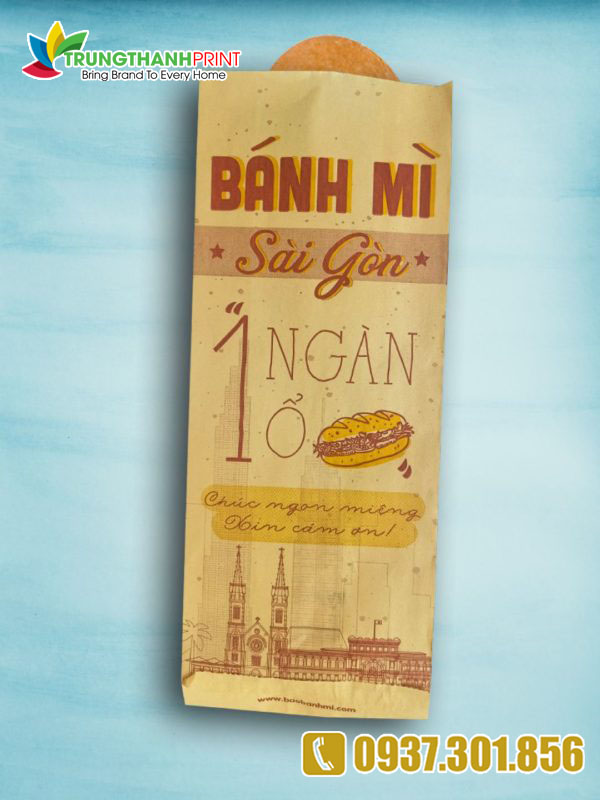 TRUNGTHANHPRINT
Bring Brand To Every Home
BÁNH MÌ
Sài Gòn
"1 NGÀN
Ổ "
Chúc ngon miệng
Xin cám ơn!
www.baobanhmi.com
0937.301.856